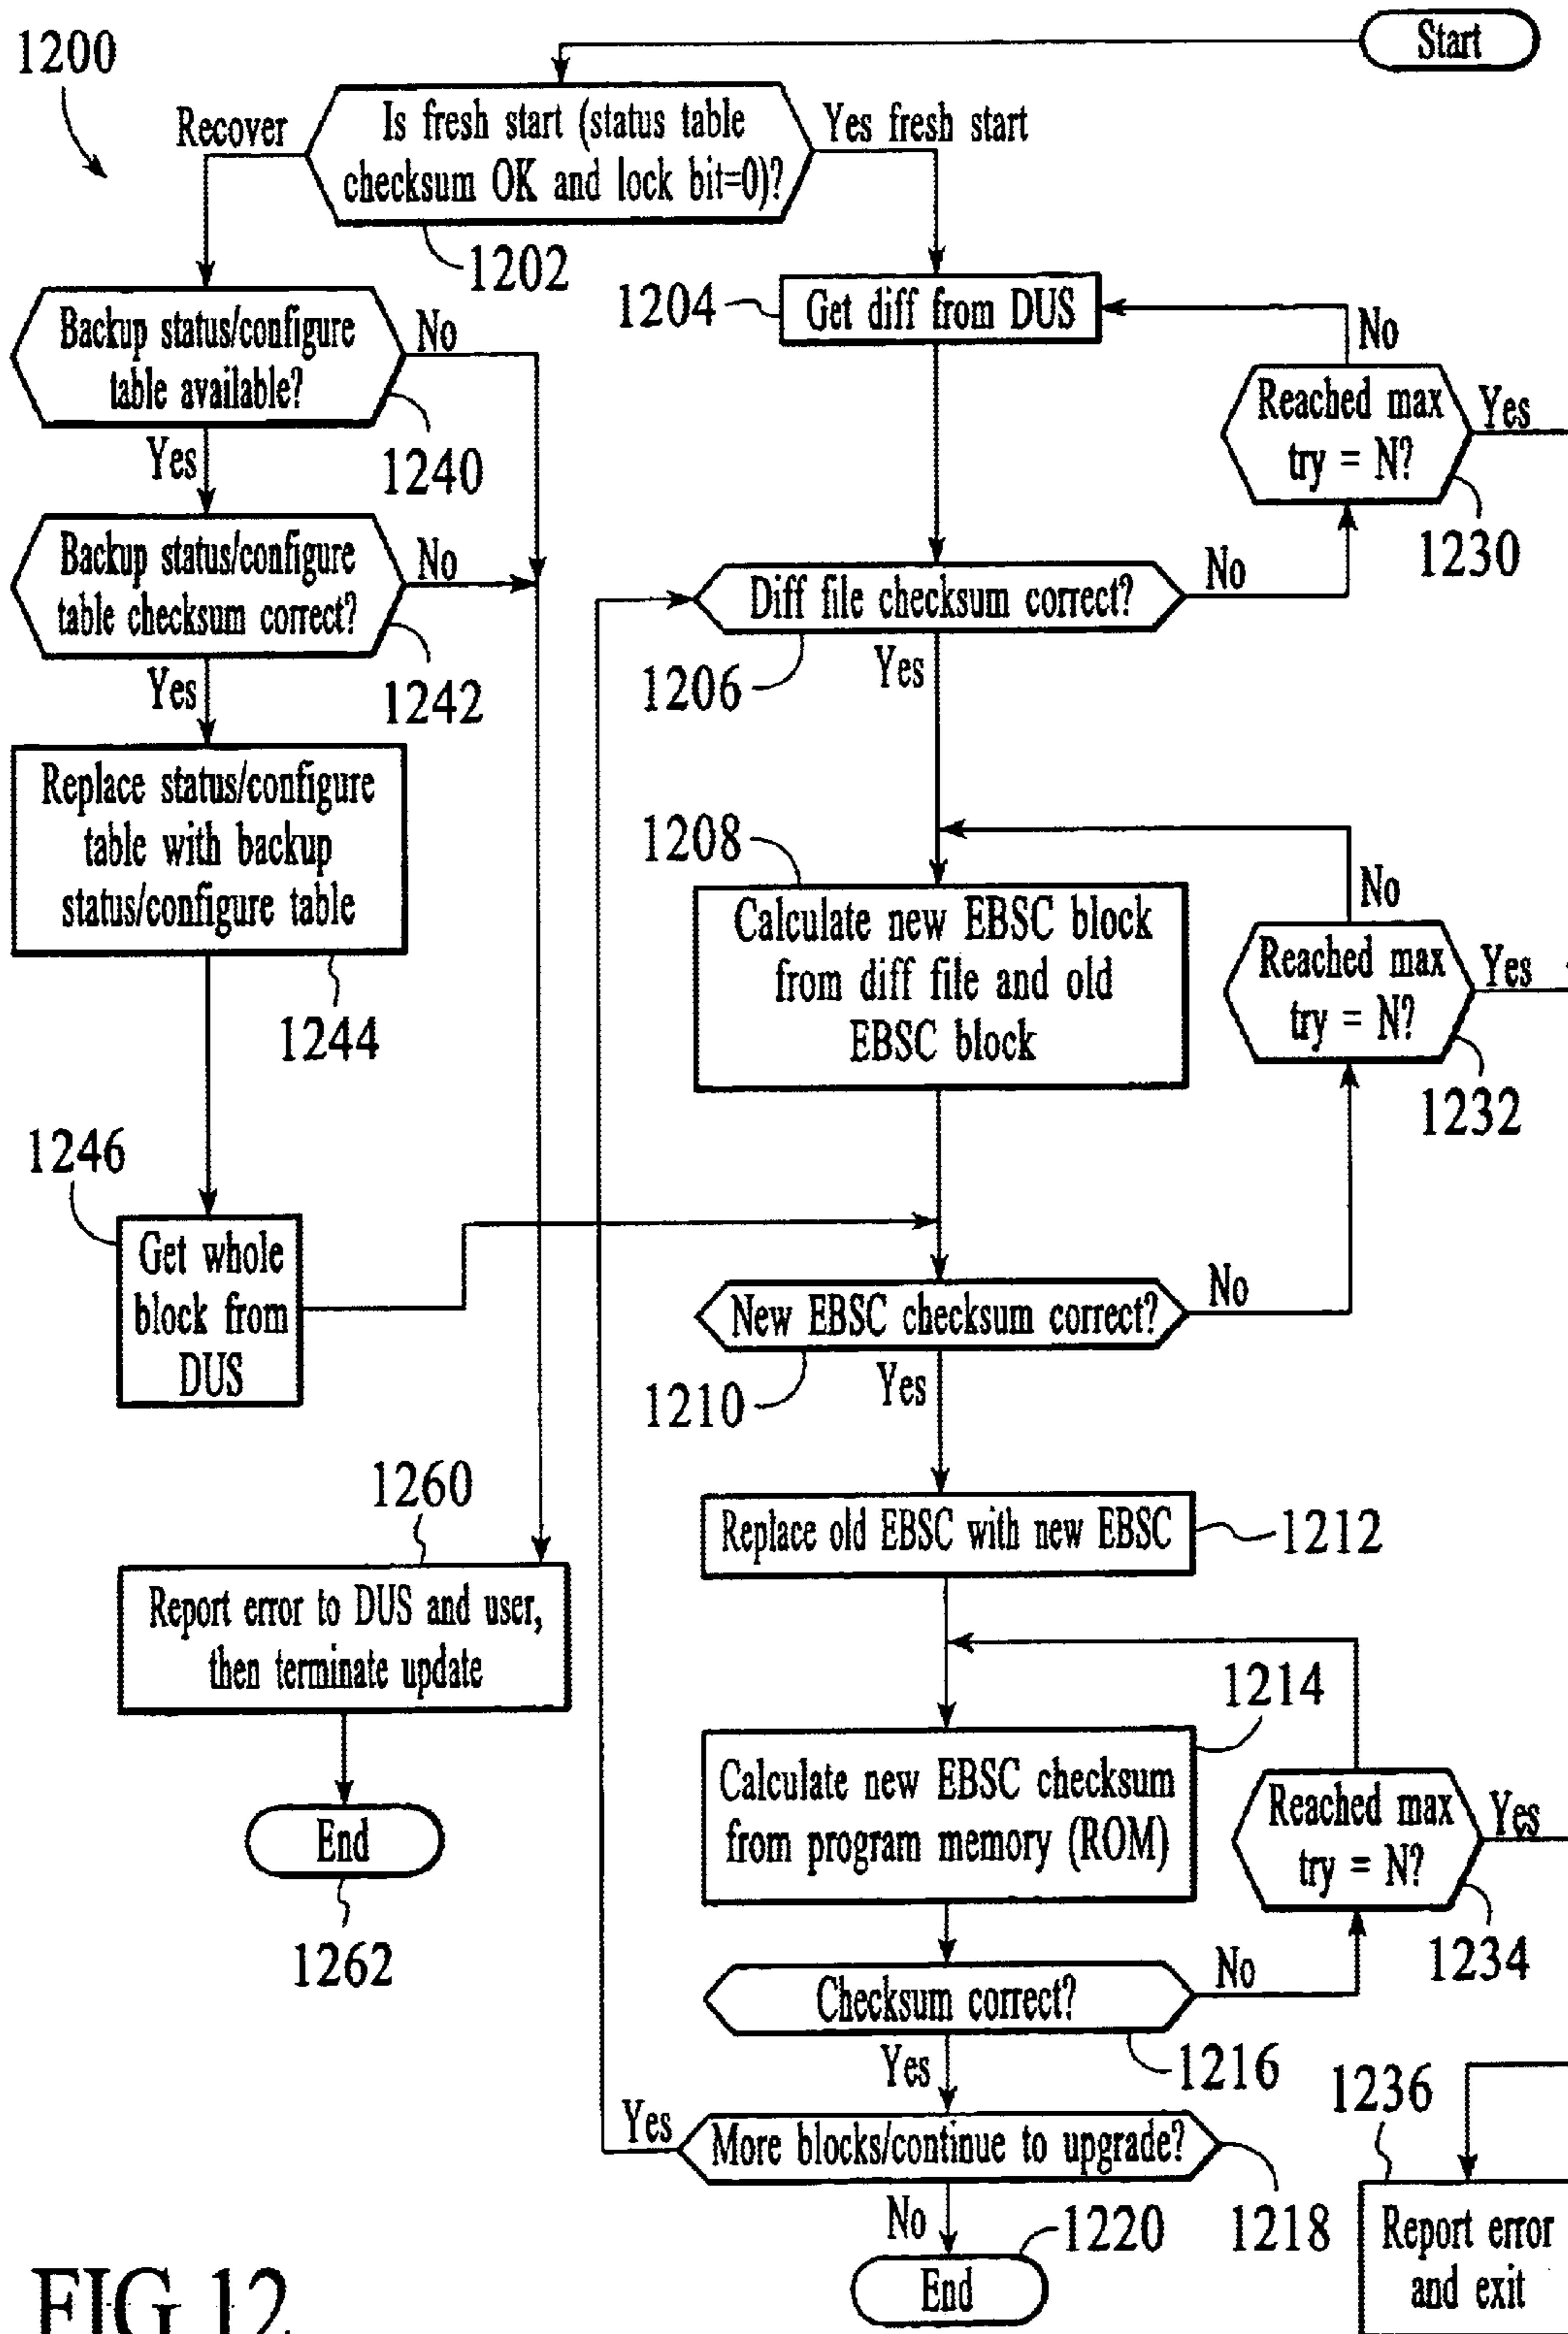 Start
1200
Is fresh start (status table
checksum OK and lock bit=0)?
Recover
Yes fresh start
1202
1204
Get diff from DUS
No
Reached max
try = N?
Yes
1230
Backup status/configure
table available?
No
Yes
1240
Backup status/configure
table checksum correct?
No
Yes
1242
Diff file checksum correct?
No
1206
Yes
Replace status/configure
table with backup
status/configure table
1244
1208
Calculate new EBSC block
from diff file and old
EBSC block
No
Reached max
try = N?
Yes
1232
1246
Get whole
block from
DUS
New EBSC checksum correct?
No
1210
Yes
1260
Report error to DUS and user,
then terminate update
End
1262
Replace old EBSC with new EBSC
1212
1214
Calculate new EBSC checksum
from program memory (ROM)
Reached max
try = N?
Yes
1234
Checksum correct?
No
1216
Yes
More blocks/continue to upgrade?
Yes
1218
No
1220
End
1236
Report error
and exit
FIG 12